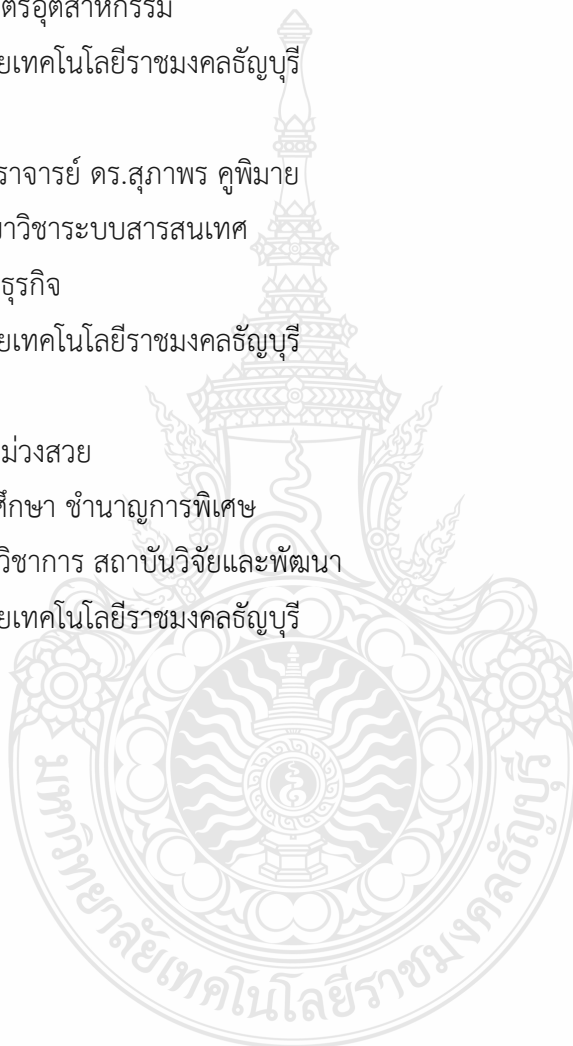 ตรอุตสาหกรรม
ยเทคโนโลยีราชมงคลธัญบุรี
ราจารย์ ดร.สุภาพร คูพิมาย
าวิชาระบบสารสนเทศ
ธุรกิจ
ยเทคโนโลยีราชมงคลธัญบุรี
ม่วงสวย
ศึกษา ชำนาญการพิเศษ
วิชาการ สถาบันวิจัยและพัฒนา
ยเทคโนโลยีราชมงคลธัญบุรี
มหาวิทยาลัยเทคโนโลยีราชมงคลธัญบุรี